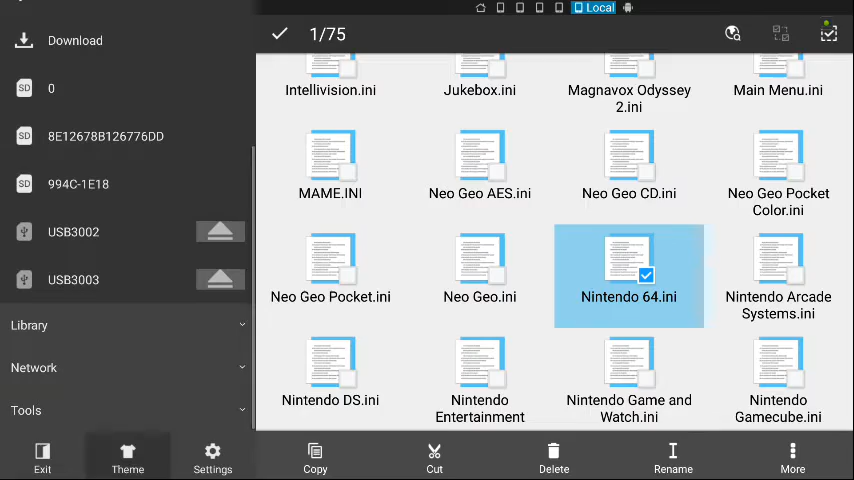 Local
1/75
Download
0
8E12678B126776DD
994C-1E18
USB3002
USB3003
Library
Network
Tools
Exit
Theme
Settings
Intellivision.ini
Jukebox.ini
Magnavox Odyssey
2.ini
Main Menu.ini
MAME.INI
Neo Geo AES.ini
Neo Geo CD.ini
Neo Geo Pocket
Color.ini
Neo Geo Pocket.ini
Neo Geo.ini
Nintendo 64.ini
Nintendo Arcade
Systems.ini
Nintendo DS.ini
Nintendo
Entertainment
Nintendo Game and
Watch.ini
Nintendo
Gamecube.ini
Copy
Cut
Delete
Rename
More